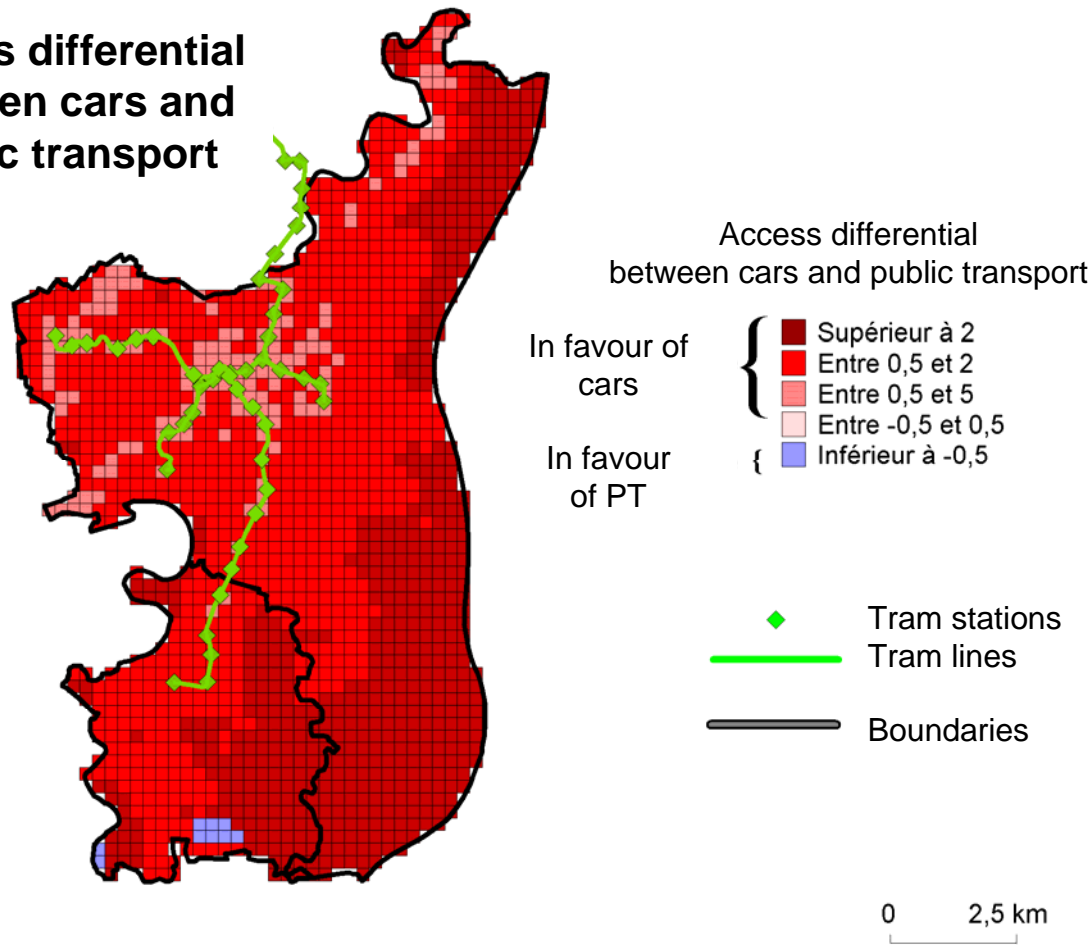 s differential
en cars and
c transport
Access differential
between cars and public transport
In favour of
cars
Supérieur à 2
Entre 0,5 et 2
Entre 0,5 et 5
Entre -0,5 et 0,5
Inférieur à -0,5
In favour
of PT
Tram stations
Tram lines
Boundaries
0 2,5 km